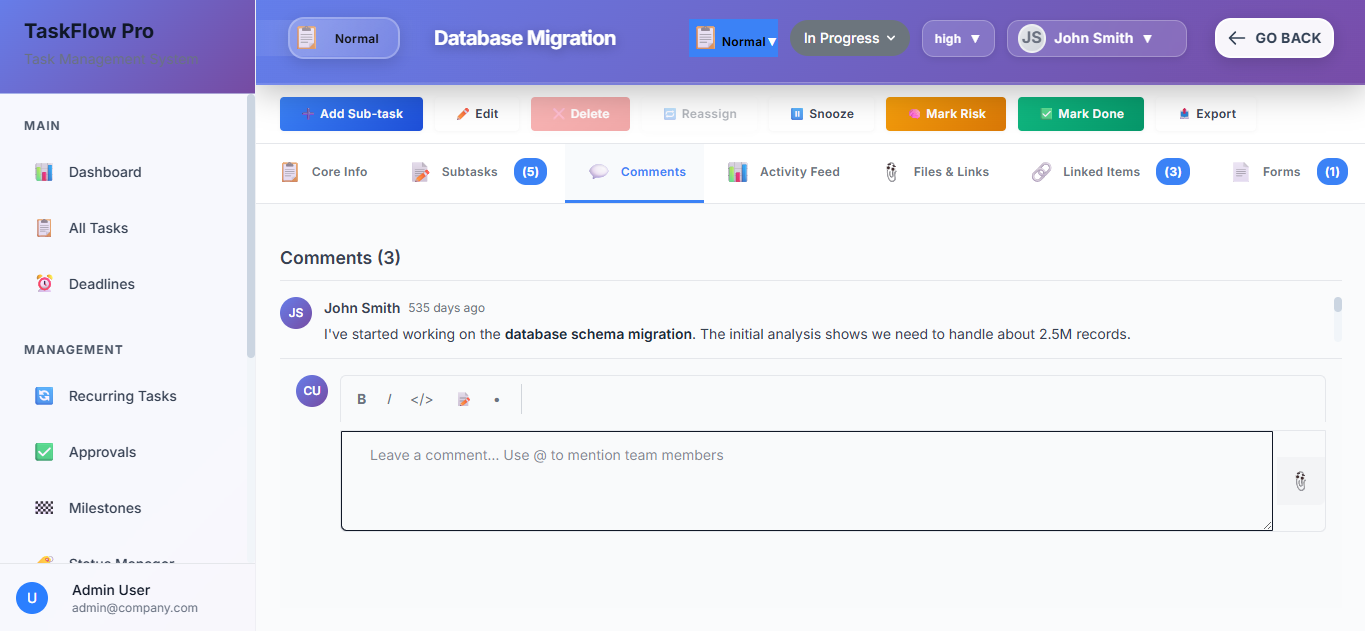 TaskFlow Pro
Task Management System
MAIN
Dashboard
All Tasks
Deadlines
MANAGEMENT
Recurring Tasks
Approvals
Milestones
Status Manager
U
Admin User
admin@company.com
Normal
Database Migration
Normal ▼
In Progress
high ▼
JS John Smith ▼
← GO BACK
Add Sub-task
Edit
Delete
Reassign
Snooze
Mark Risk
Mark Done
Export
Core Info
Subtasks (5)
Comments
Activity Feed
Files & Links
Linked Items (3)
Forms (1)
Comments (3)
JS
John Smith 535 days ago
I've started working on the database schema migration. The initial analysis shows we need to handle about 2.5M records.
CU
B I </> •
Leave a comment... Use @ to mention team members